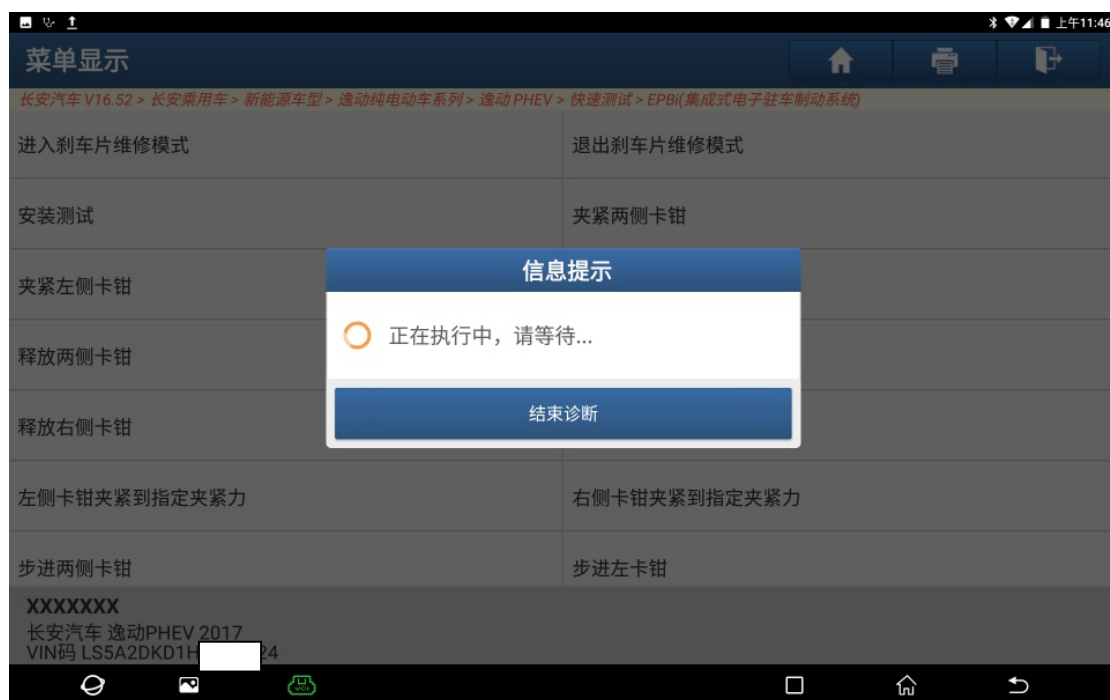 上午11:46
菜单显示
长安汽车 V16.52 > 长安乘用车 > 新能源车型 > 逸动纯电动车系列 > 逸动 PHEV > 快速测试 > EPBI(集成式电子驻车制动系统)
进入刹车片维修模式
退出刹车片维修模式
安装测试
夹紧两侧卡钳
夹紧左侧卡钳
信息提示
正在执行中，请等待...
释放两侧卡钳
结束诊断
释放右侧卡钳
左侧卡钳夹紧到指定夹紧力
右侧卡钳夹紧到指定夹紧力
步进两侧卡钳
步进左卡钳
XXXXXXX
长安汽车 逸动PHEV 2017
VIN码 LS5A2DKD1H 24
VCI